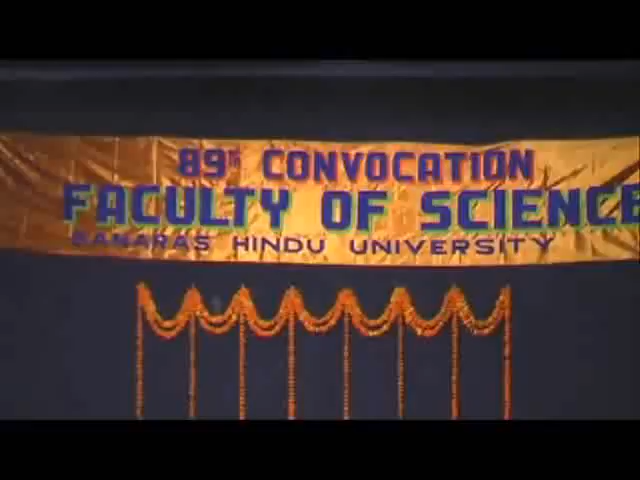 89TH CONVOCATION
FACULTY OF SCIENCE
BANARAS HINDU UNIVERSITY